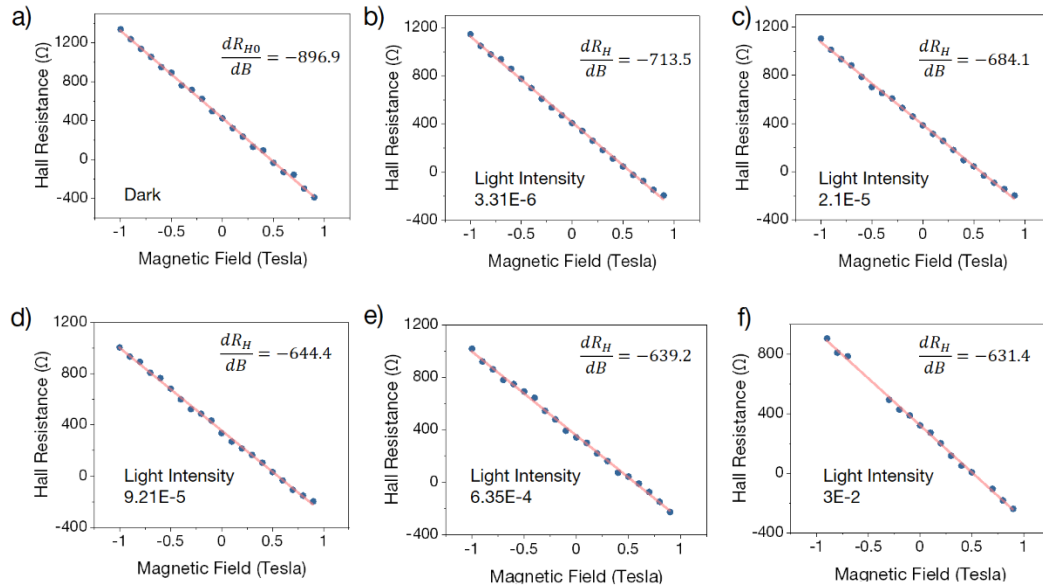 a)
Hall Resistance (Ω)
1200
800
400
0
-400
dR_{H0}/dB = −896.9
Dark
-1 -0.5 0 0.5 1
Magnetic Field (Tesla)
b)
Hall Resistance (Ω)
1200
800
400
0
-400
dR_H/dB = −713.5
Light Intensity
3.31E-6
-1 -0.5 0 0.5 1
Magnetic Field (Tesla)
c)
Hall Resistance (Ω)
1200
800
400
0
-400
dR_H/dB = −684.1
Light Intensity
2.1E-5
-1 -0.5 0 0.5 1
Magnetic Field (Tesla)
d)
Hall Resistance (Ω)
1200
800
400
0
-400
dR_H/dB = −644.4
Light Intensity
9.21E-5
-1 -0.5 0 0.5 1
Magnetic Field (Tesla)
e)
Hall Resistance (Ω)
1200
800
400
0
-400
dR_H/dB = −639.2
Light Intensity
6.35E-4
-1 -0.5 0 0.5 1
Magnetic Field (Tesla)
f)
Hall Resistance (Ω)
800
400
0
-400
dR_H/dB = −631.4
Light Intensity
3E-2
-1 -0.5 0 0.5 1
Magnetic Field (Tesla)